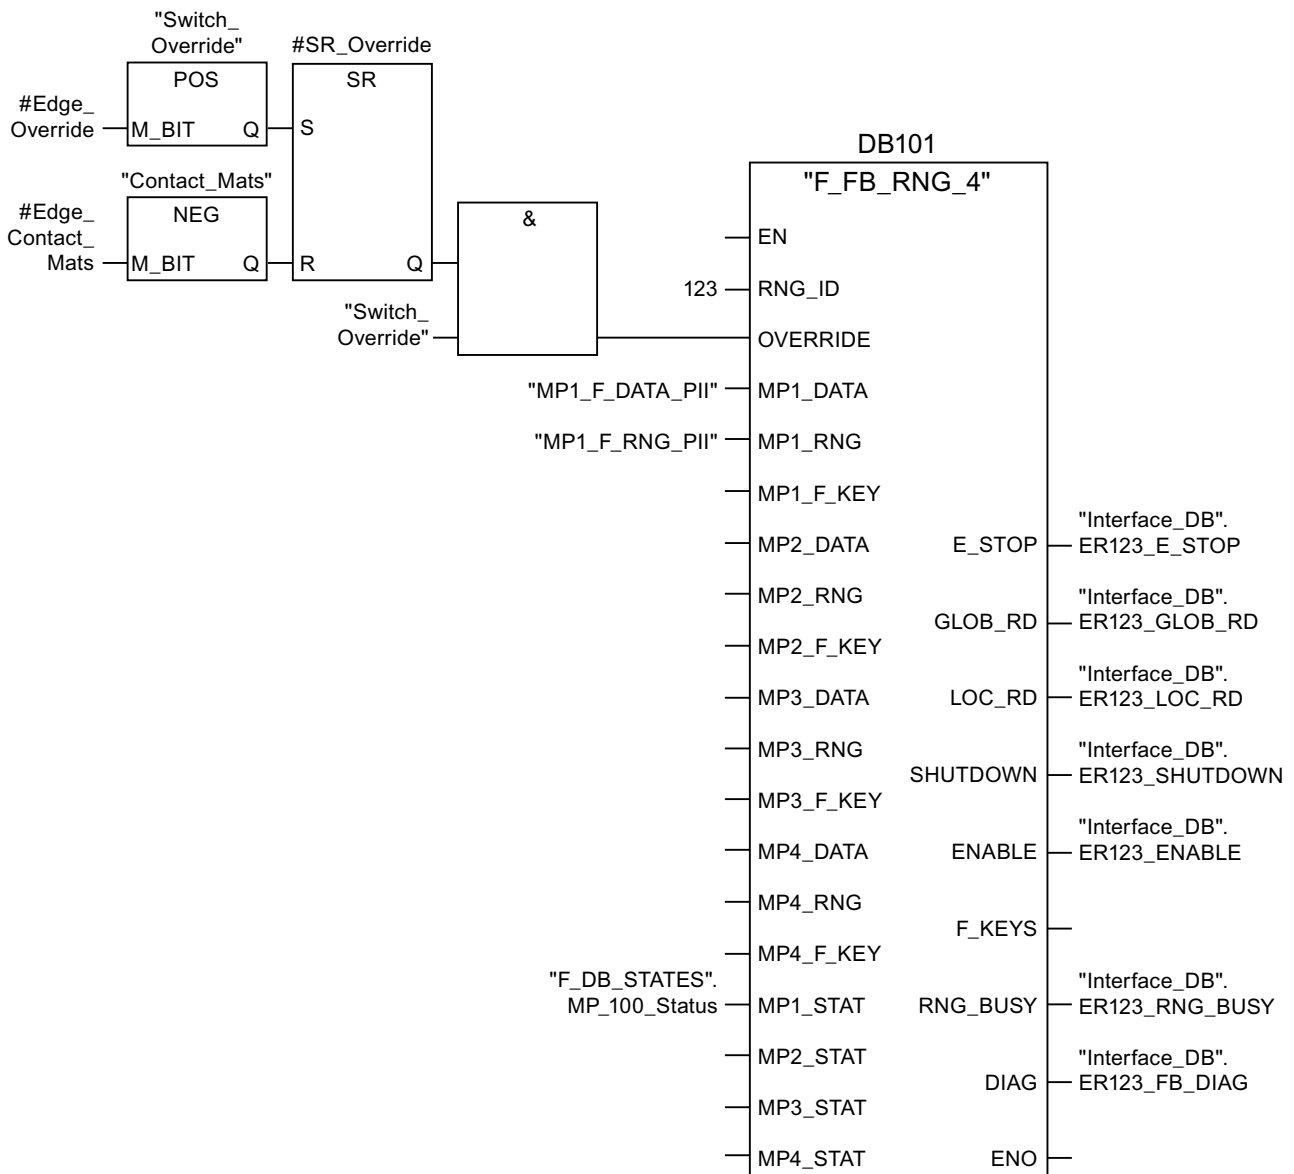 "Switch_
Override"
POS
#Edge_
Override
M_BIT Q
"Contact_Mats"
NEG
#Edge_
Contact_
Mats
M_BIT Q
#SR_Override
SR
S
R Q
&
"Switch_
Override"
DB101
"F_FB_RNG_4"
EN
123 RNG_ID
OVERRIDE
"MP1_F_DATA_PII" MP1_DATA
"MP1_F_RNG_PII" MP1_RNG
MP1_F_KEY
MP2_DATA
MP2_RNG
MP2_F_KEY
MP3_DATA
MP3_RNG
MP3_F_KEY
MP4_DATA
MP4_RNG
MP4_F_KEY
"F_DB_STATES".
MP_100_Status MP1_STAT
MP2_STAT
MP3_STAT
MP4_STAT
"Interface_DB".
E_STOP ER123_E_STOP
"Interface_DB".
GLOB_RD ER123_GLOB_RD
"Interface_DB".
LOC_RD ER123_LOC_RD
"Interface_DB".
SHUTDOWN ER123_SHUTDOWN
"Interface_DB".
ENABLE ER123_ENABLE
F_KEYS
"Interface_DB".
RNG_BUSY ER123_RNG_BUSY
"Interface_DB".
DIAG ER123_FB_DIAG
ENO